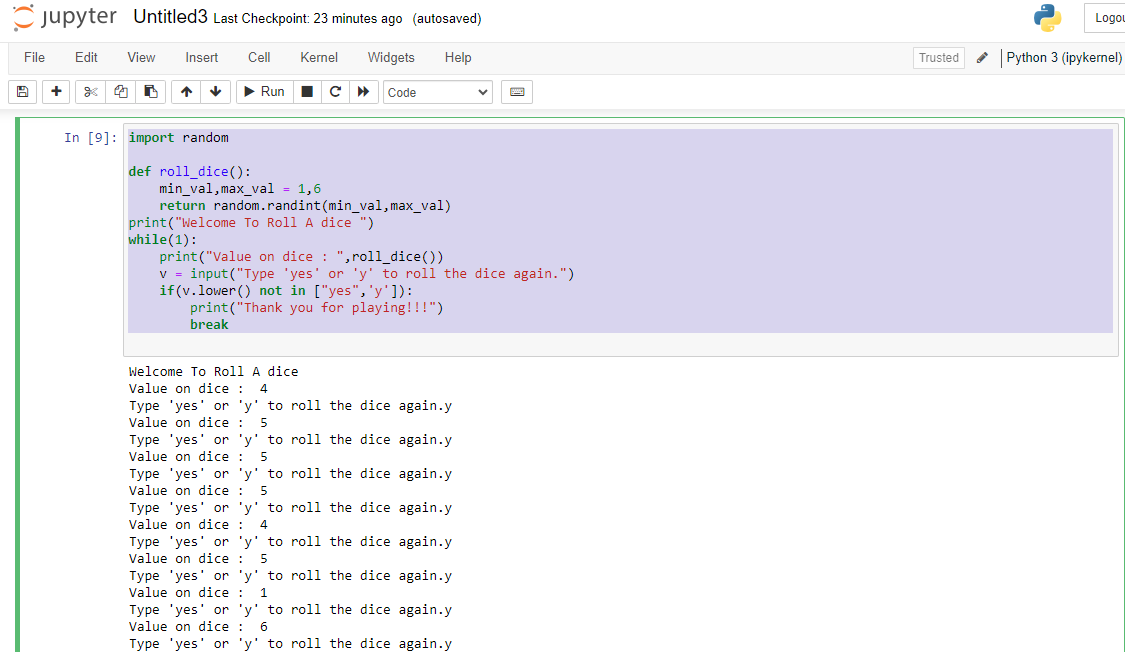 jupyter Untitled3 Last Checkpoint: 23 minutes ago (autosaved)
File Edit View Insert Cell Kernel Widgets Help Trusted Python 3 (ipykernel)
Run Code
In [9]: import random
def roll_dice():
    min_val,max_val = 1,6
    return random.randint(min_val,max_val)
print("Welcome To Roll A dice ")
while(1):
    print("Value on dice : ",roll_dice())
    v = input("Type 'yes' or 'y' to roll the dice again.")
    if(v.lower() not in ["yes",'y']):
        print("Thank you for playing!!!")
        break
Welcome To Roll A dice
Value on dice :  4
Type 'yes' or 'y' to roll the dice again.y
Value on dice :  5
Type 'yes' or 'y' to roll the dice again.y
Value on dice :  5
Type 'yes' or 'y' to roll the dice again.y
Value on dice :  5
Type 'yes' or 'y' to roll the dice again.y
Value on dice :  4
Type 'yes' or 'y' to roll the dice again.y
Value on dice :  5
Type 'yes' or 'y' to roll the dice again.y
Value on dice :  1
Type 'yes' or 'y' to roll the dice again.y
Value on dice :  6
Type 'yes' or 'y' to roll the dice again.y